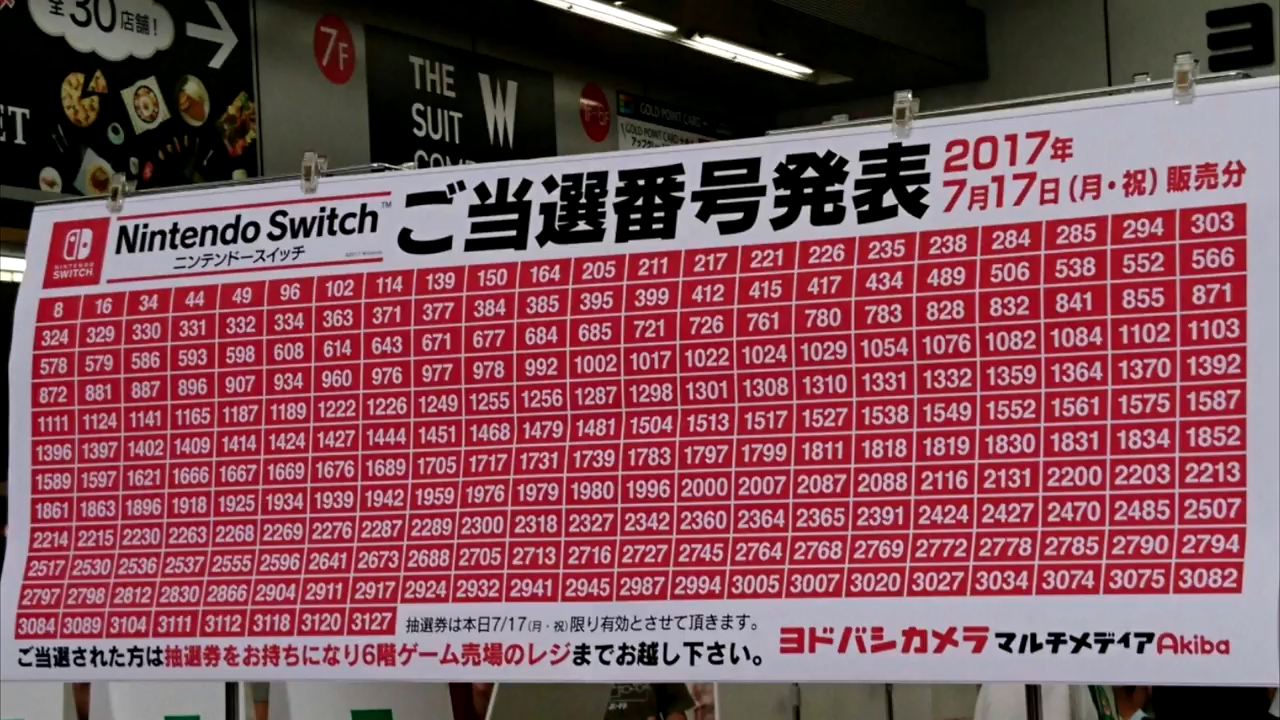 全30店舗!
7F
THE
SUIT
W
GOLD POINT CARD
GOLD POINT CARD
ヨ
NINTENDO
SWITCH
Nintendo Switch™
ニンテンドースイッチ
ご当選番号発表
2017年
7月17日(月・祝)販売分
8 16 34 44 49 96 102 114 139 150 164 205 211 217 221 226 235 238 284 285 294 303
324 329 330 331 332 334 363 371 377 384 385 395 399 412 415 417 434 489 506 538 552 566
578 579 586 593 598 608 614 643 671 677 684 685 721 726 761 780 783 828 832 841 855 871
872 881 887 896 907 934 960 976 977 978 992 1002 1017 1022 1024 1029 1054 1076 1082 1084 1102 1103
1111 1124 1141 1165 1187 1189 1222 1226 1249 1255 1256 1287 1298 1301 1308 1310 1331 1332 1359 1364 1370 1392
1396 1397 1402 1409 1414 1424 1427 1444 1451 1468 1479 1481 1504 1513 1517 1527 1538 1549 1552 1561 1575 1587
1589 1597 1621 1666 1667 1669 1676 1689 1705 1717 1731 1739 1783 1797 1799 1811 1818 1819 1830 1831 1834 1852
1861 1863 1896 1918 1925 1934 1939 1942 1959 1976 1979 1980 1996 2000 2007 2087 2088 2116 2131 2200 2203 2213
2214 2215 2230 2263 2268 2269 2276 2287 2289 2300 2318 2327 2342 2360 2364 2365 2391 2424 2427 2470 2485 2507
2517 2530 2536 2537 2555 2596 2641 2673 2688 2705 2713 2716 2727 2745 2764 2768 2769 2772 2778 2785 2790 2794
2797 2798 2812 2830 2866 2904 2911 2917 2924 2932 2941 2945 2987 2994 3005 3007 3020 3027 3034 3074 3075 3082
3084 3089 3104 3111 3112 3118 3120 3127
抽選券は本日7/17(月・祝)限り有効とさせて頂きます。
ご当選された方は抽選券をお持ちになり6階ゲーム売場のレジまでお越し下さい。
ヨドバシカメラ マルチメディアAkiba